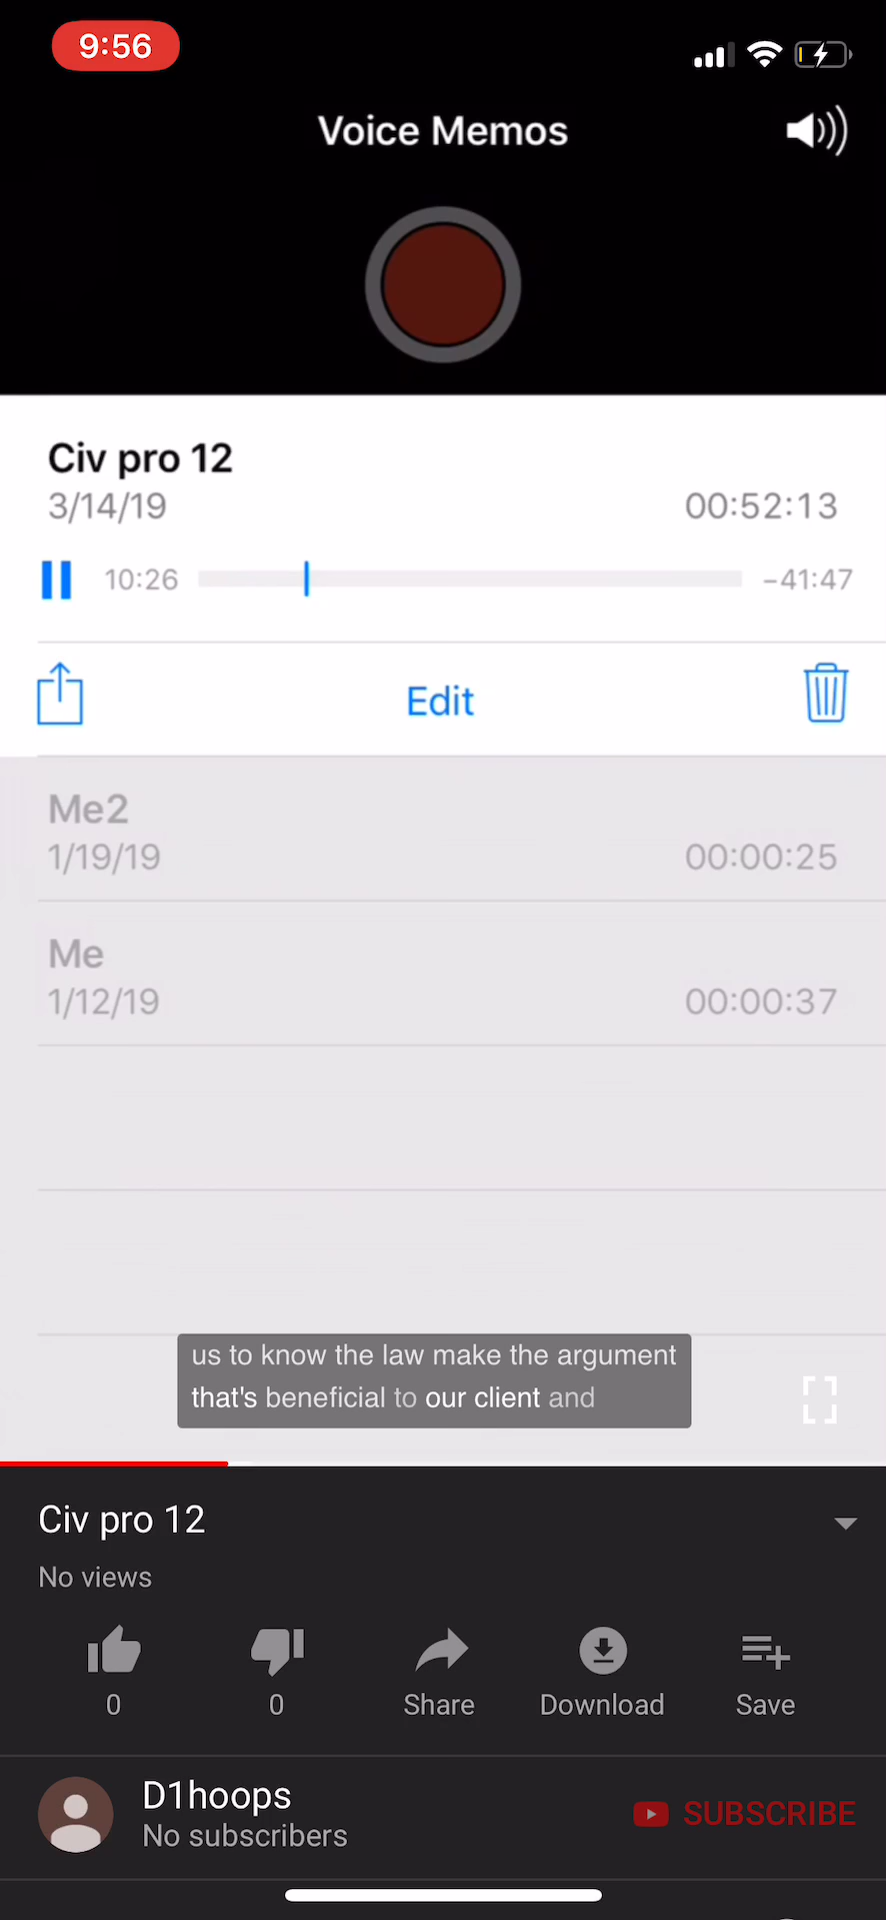 9:56
Voice Memos
Civ pro 12
3/14/19 00:52:13
10:26 -41:47
Edit
Me2
1/19/19 00:00:25
Me
1/12/19 00:00:37
us to know the law make the argument
that's beneficial to our client and
Civ pro 12
No views
0 0 Share Download Save
D1hoops
No subscribers
SUBSCRIBE